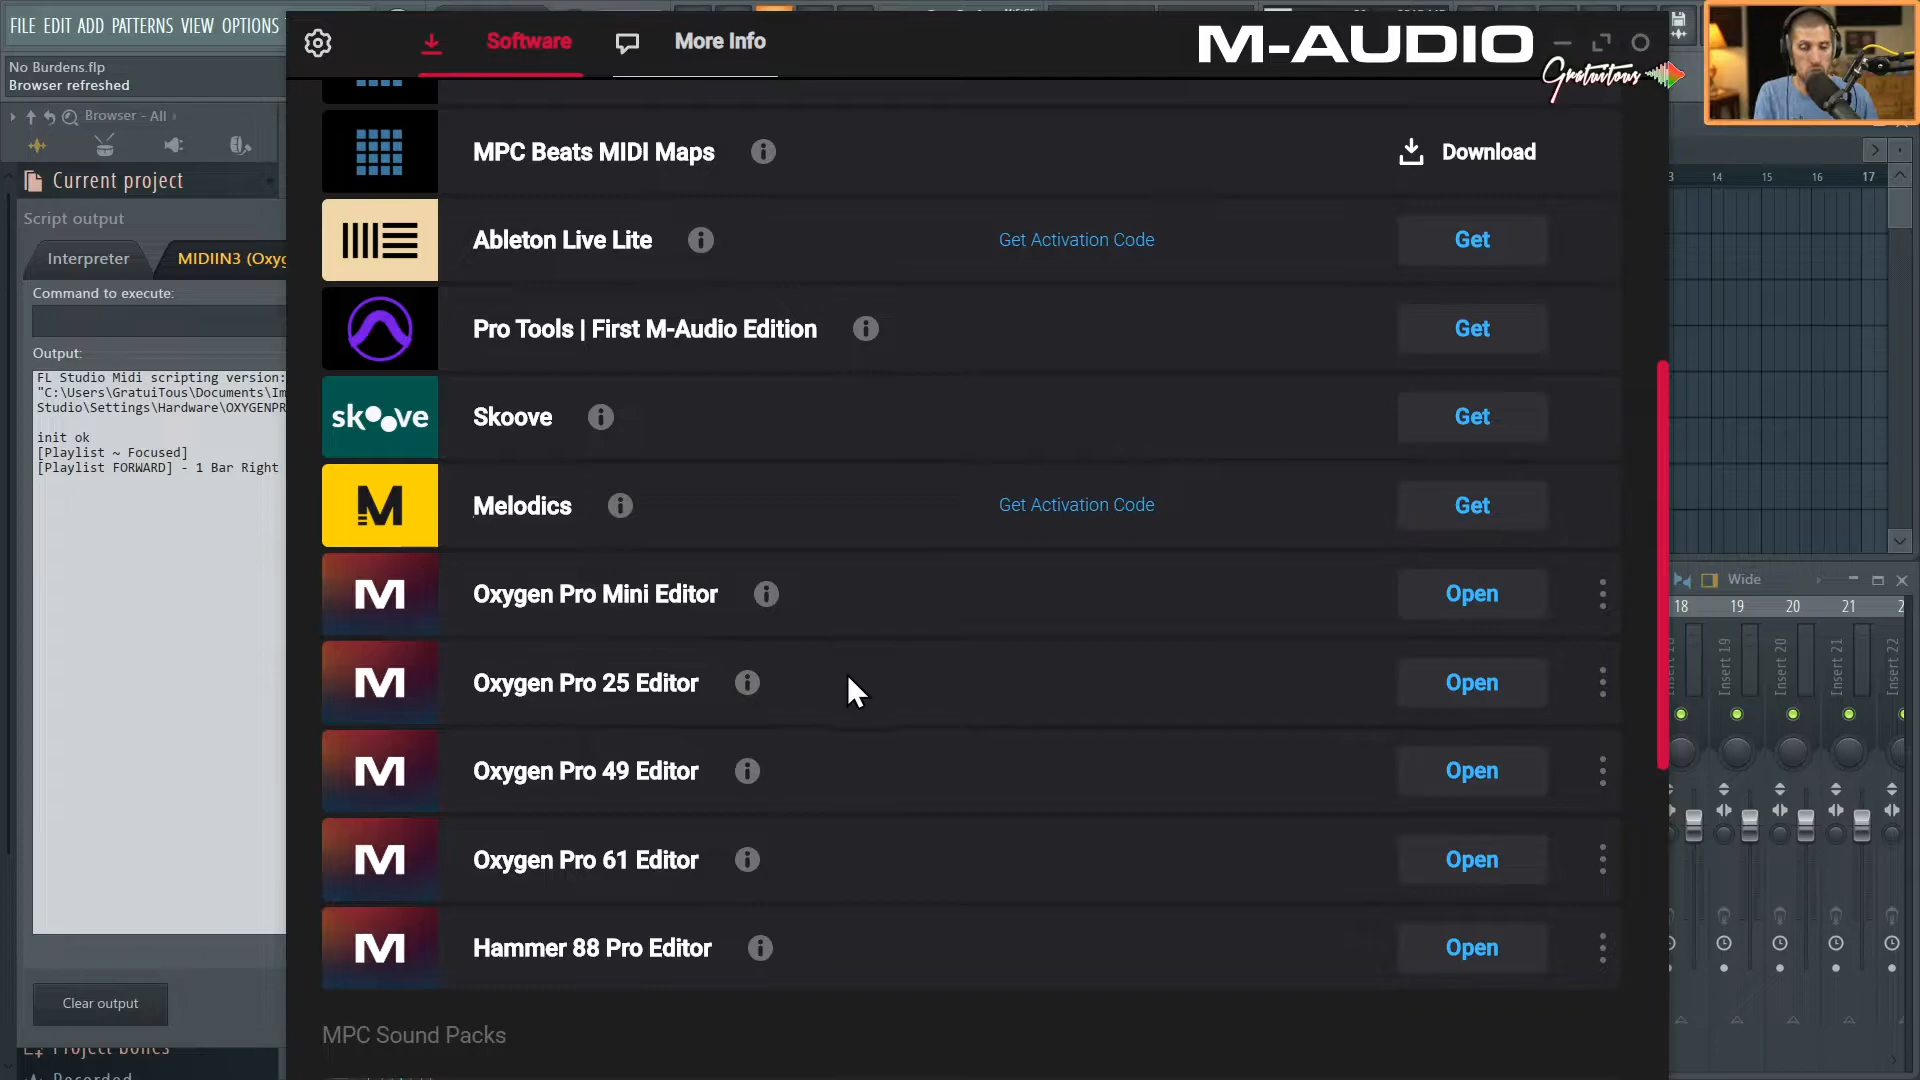 FILE EDIT ADD PATTERNS VIEW OPTIONS
No Burdens.flp
Browser refreshed
Browser - All
Current project
Script output
Interpreter
MIDIIN3 (Oxyg
Command to execute:
Output:
FL Studio Midi scripting version:
"C:\Users\GratuiTous\Documents\Im
Studio\Settings\Hardware\OXYGENPR
init ok
[Playlist ~ Focused]
[Playlist FORWARD] - 1 Bar Right
Clear output
Project bones
Recorded
Software
More Info
M-AUDIO
Gratuitous
MPC Beats MIDI Maps
Download
Ableton Live Lite
Get Activation Code
Get
Pro Tools | First M-Audio Edition
Get
skoove
Skoove
Get
M
Melodics
Get Activation Code
Get
M
Oxygen Pro Mini Editor
Open
M
Oxygen Pro 25 Editor
Open
M
Oxygen Pro 49 Editor
Open
M
Oxygen Pro 61 Editor
Open
M
Hammer 88 Pro Editor
Open
MPC Sound Packs
14 15 16 17
Wide
18 19 20 21
Insert 19
Insert 20
Insert 21
Insert 22